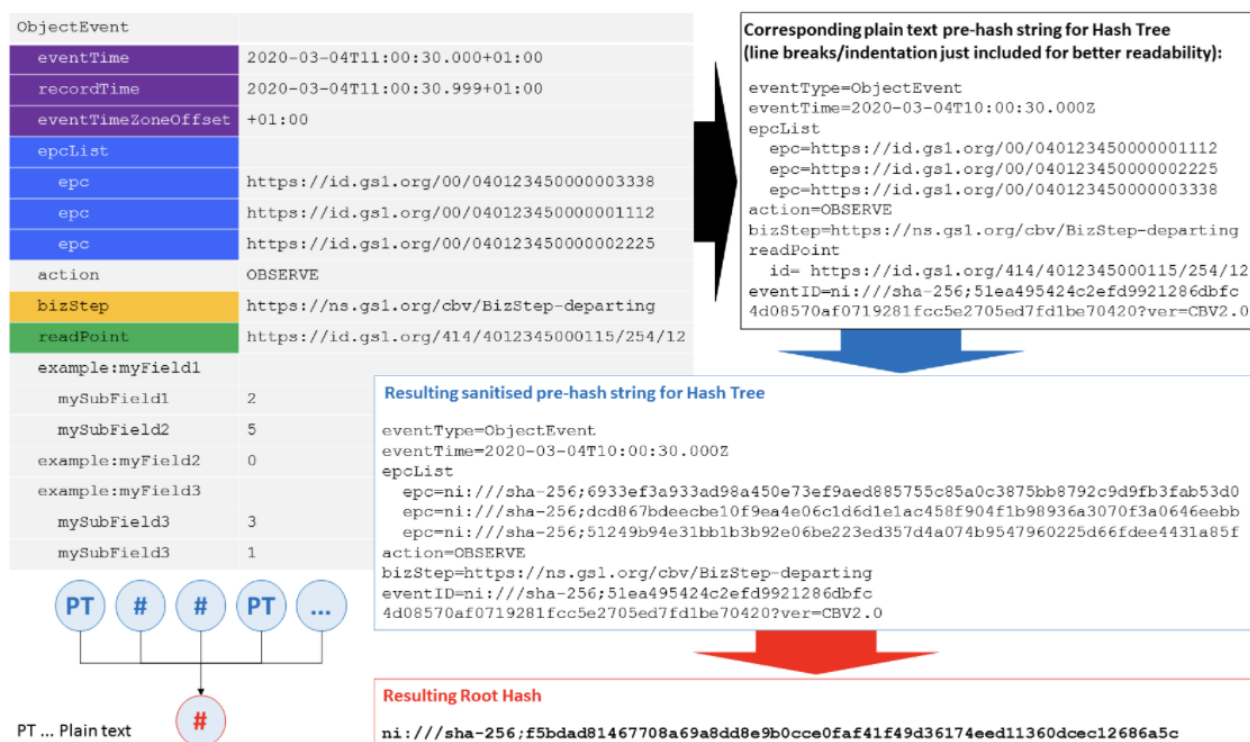 ObjectEvent
eventTime 2020-03-04T11:00:30.000+01:00
recordTime 2020-03-04T11:00:30.999+01:00
eventTimeZoneOffset +01:00
epcList
epc https://id.gs1.org/00/040123450000003338
epc https://id.gs1.org/00/040123450000001112
epc https://id.gs1.org/00/040123450000002225
action OBSERVE
bizStep https://ns.gs1.org/cbv/BizStep-departing
readPoint https://id.gs1.org/414/4012345000115/254/12
example:myField1
mySubField1 2
mySubField2 5
example:myField2 0
example:myField3
mySubField3 3
mySubField3 1
PT # # PT ...
#
PT ... Plain text
Corresponding plain text pre-hash string for Hash Tree
(line breaks/indentation just included for better readability):
eventType=ObjectEvent
eventTime=2020-03-04T10:00:30.000Z
epcList
epc=https://id.gs1.org/00/040123450000001112
epc=https://id.gs1.org/00/040123450000002225
epc=https://id.gs1.org/00/040123450000003338
action=OBSERVE
bizStep=https://ns.gs1.org/cbv/BizStep-departing
readPoint
id= https://id.gs1.org/414/4012345000115/254/12
eventID=ni:///sha-256;51ea495424c2efd9921286dbfc
4d08570af0719281fcc5e2705ed7fd1be70420?ver=CBV2.0
Resulting sanitised pre-hash string for Hash Tree
eventType=ObjectEvent
eventTime=2020-03-04T10:00:30.000Z
epcList
epc=ni:///sha-256;6933ef3a933ad98a450e73ef9aed885755c85a0c3875bb8792c9d9fb3fab53d0
epc=ni:///sha-256;dcd867bdeecbe10f9ea4e06c1d6d1e1ac458f904f1b98936a3070f3a0646eebb
epc=ni:///sha-256;51249b94e31bb1b3b92e06be223ed357d4a074b9547960225d66fdee4431a85f
action=OBSERVE
bizStep=https://ns.gs1.org/cbv/BizStep-departing
eventID=ni:///sha-256;51ea495424c2efd9921286dbfc
4d08570af0719281fcc5e2705ed7fd1be70420?ver=CBV2.0
Resulting Root Hash
ni:///sha-256;f5bdad81467708a69a8dd8e9b0cce0faf41f49d36174eed11360dcec12686a5c